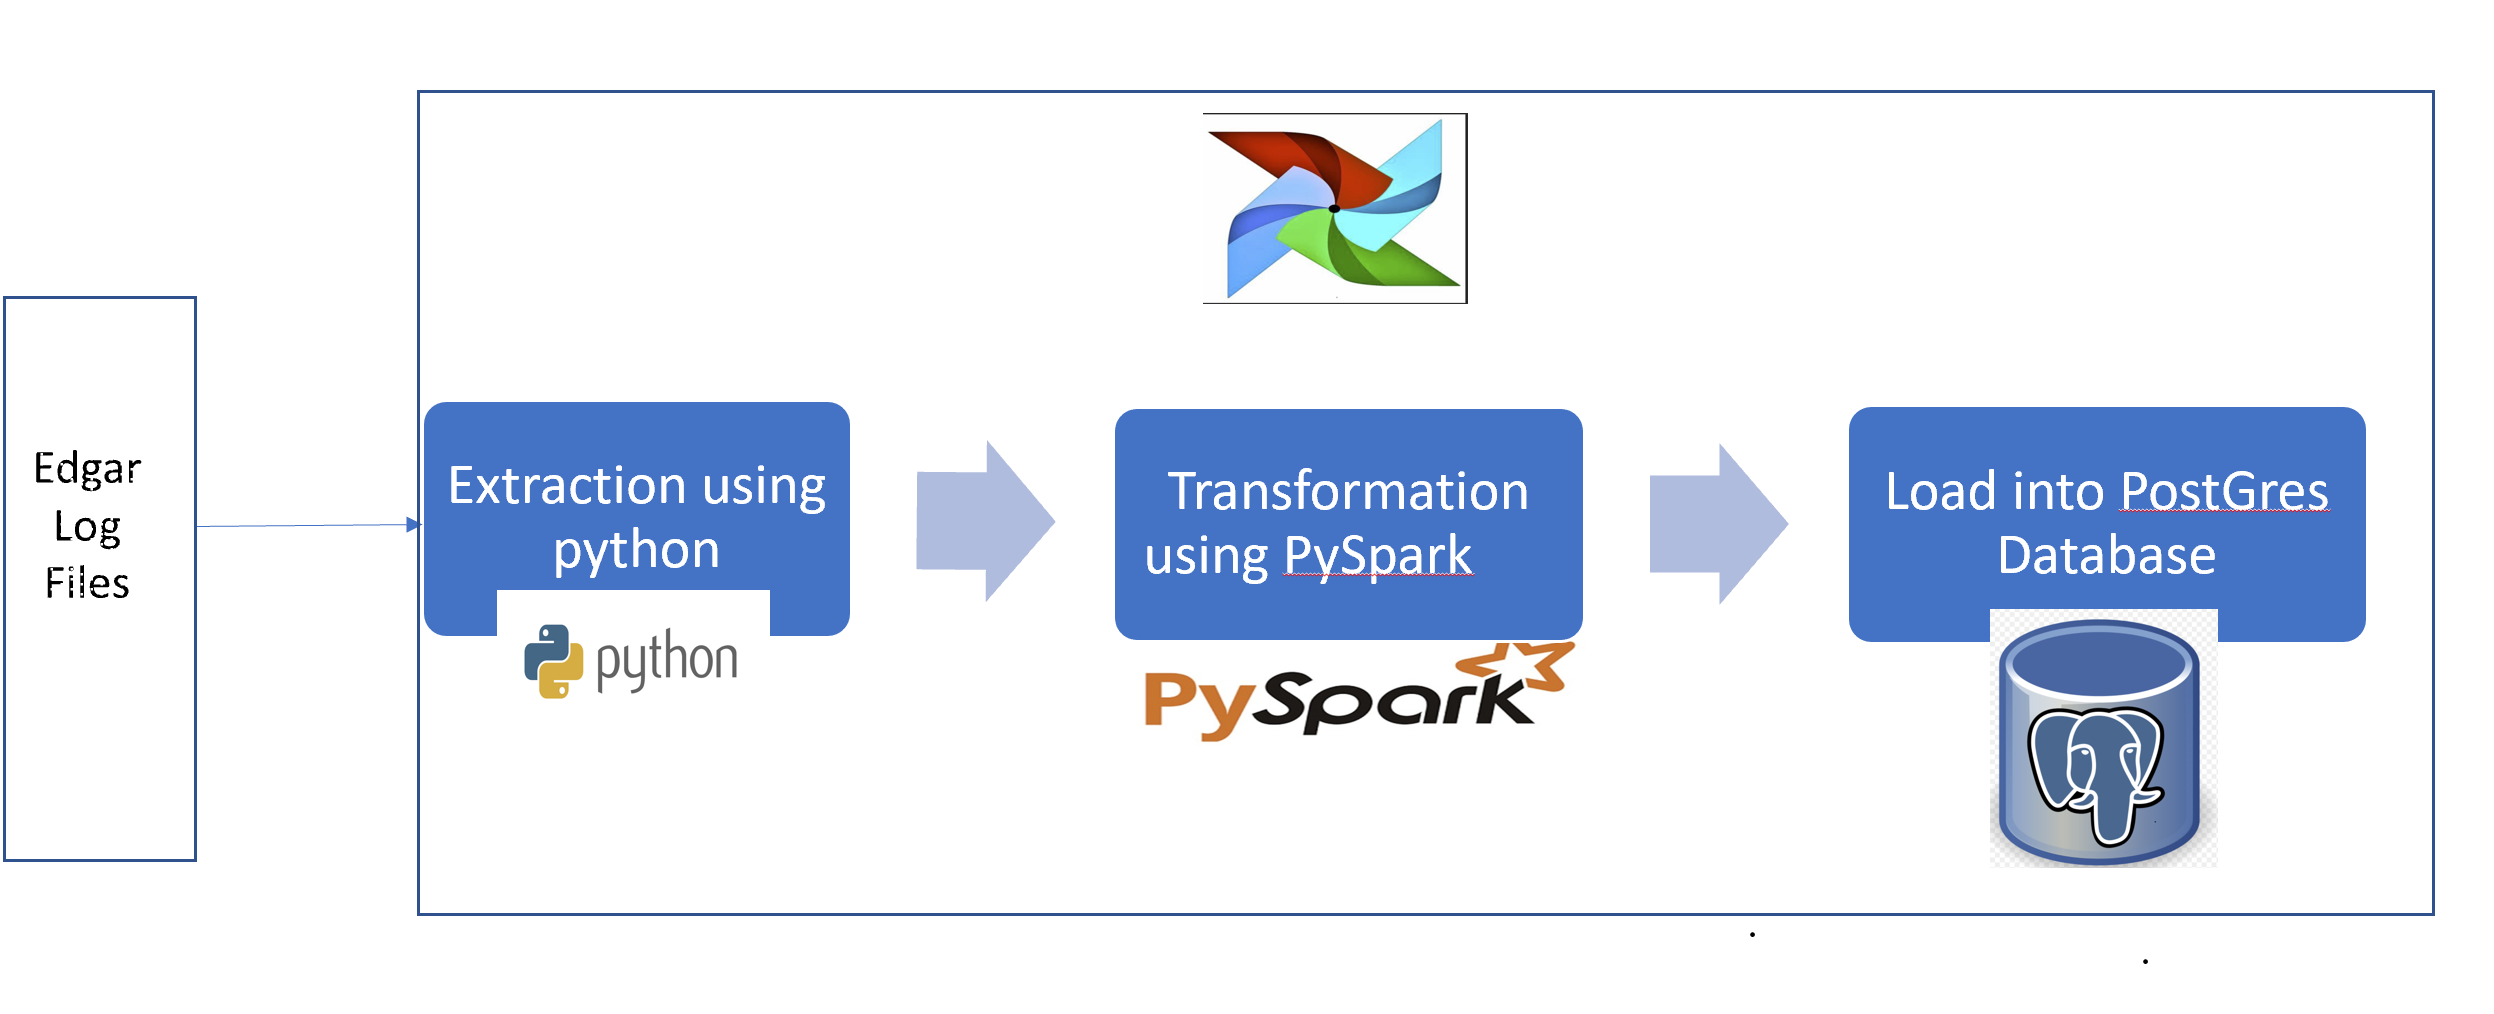 Edgar
Log
Files
Extraction using
python
python
Transformation
using PySpark
PySpark
Load into PostGres
Database